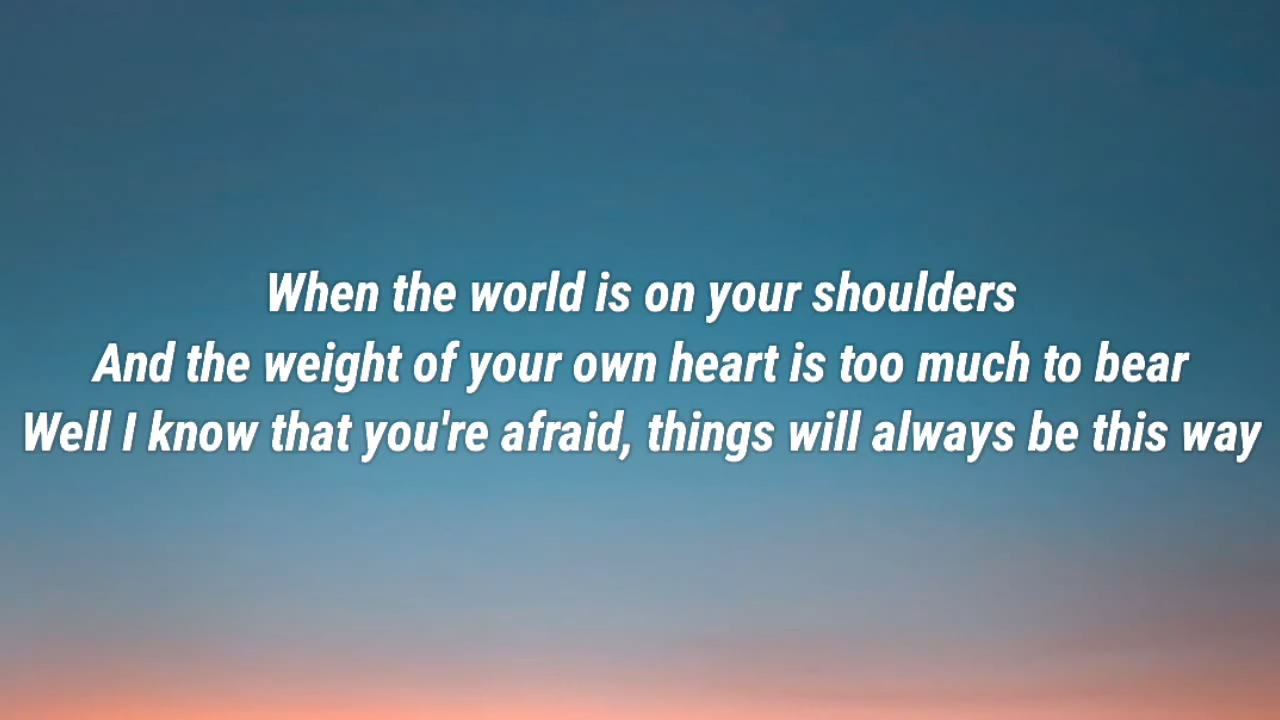 When the world is on your shoulders
And the weight of your own heart is too much to bear
Well I know that you're afraid, things will always be this way